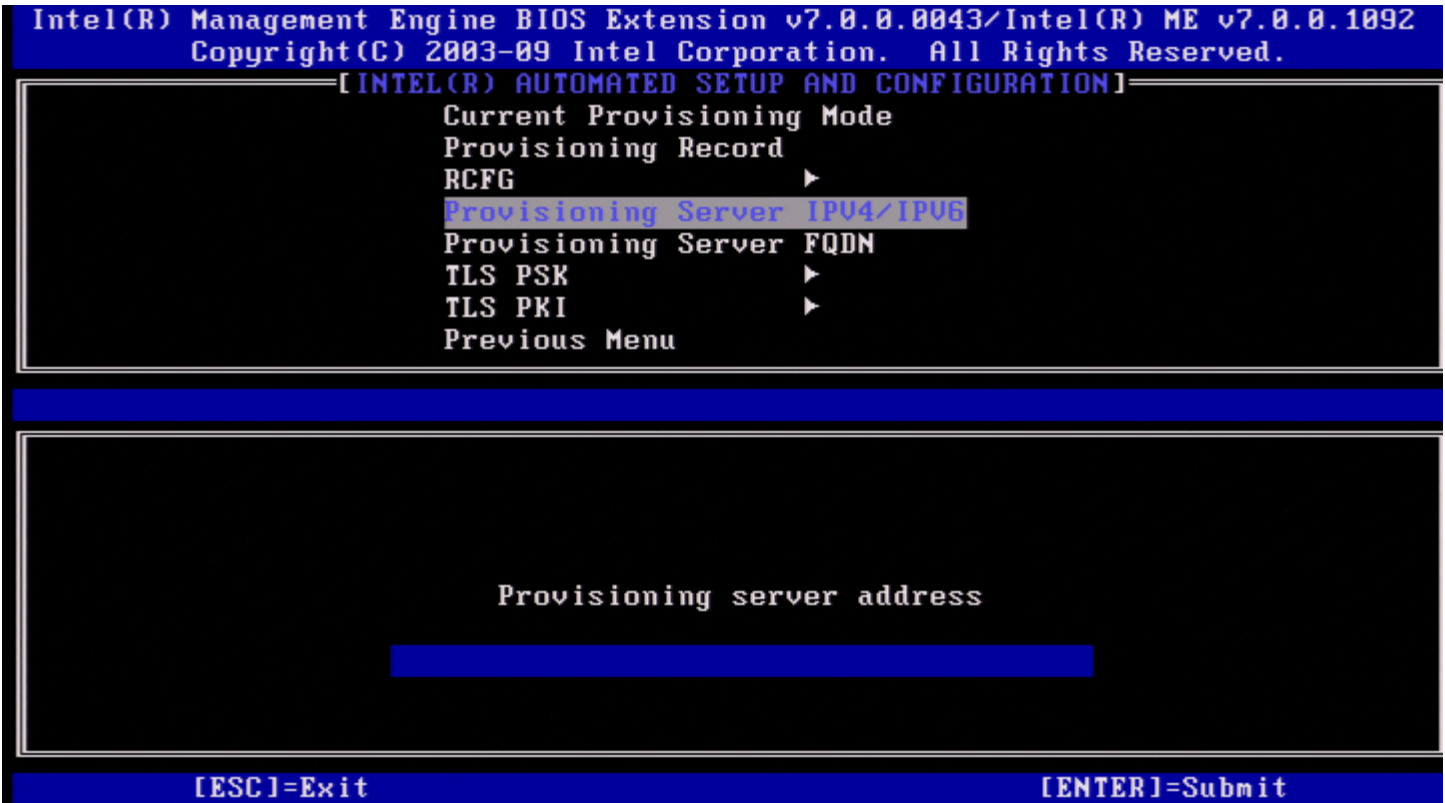 Intel(R) Management Engine BIOS Extension v7.0.0.0043/Intel(R) ME v7.0.0.1092
Copyright(C) 2003-09 Intel Corporation. All Rights Reserved.
[INTEL(R) AUTOMATED SETUP AND CONFIGURATION]
Current Provisioning Mode
Provisioning Record
RCFG ►
Provisioning Server IPV4/IPV6
Provisioning Server FQDN
TLS PSK ►
TLS PKI ►
Previous Menu
Provisioning server address
[ESC]=Exit [ENTER]=Submit